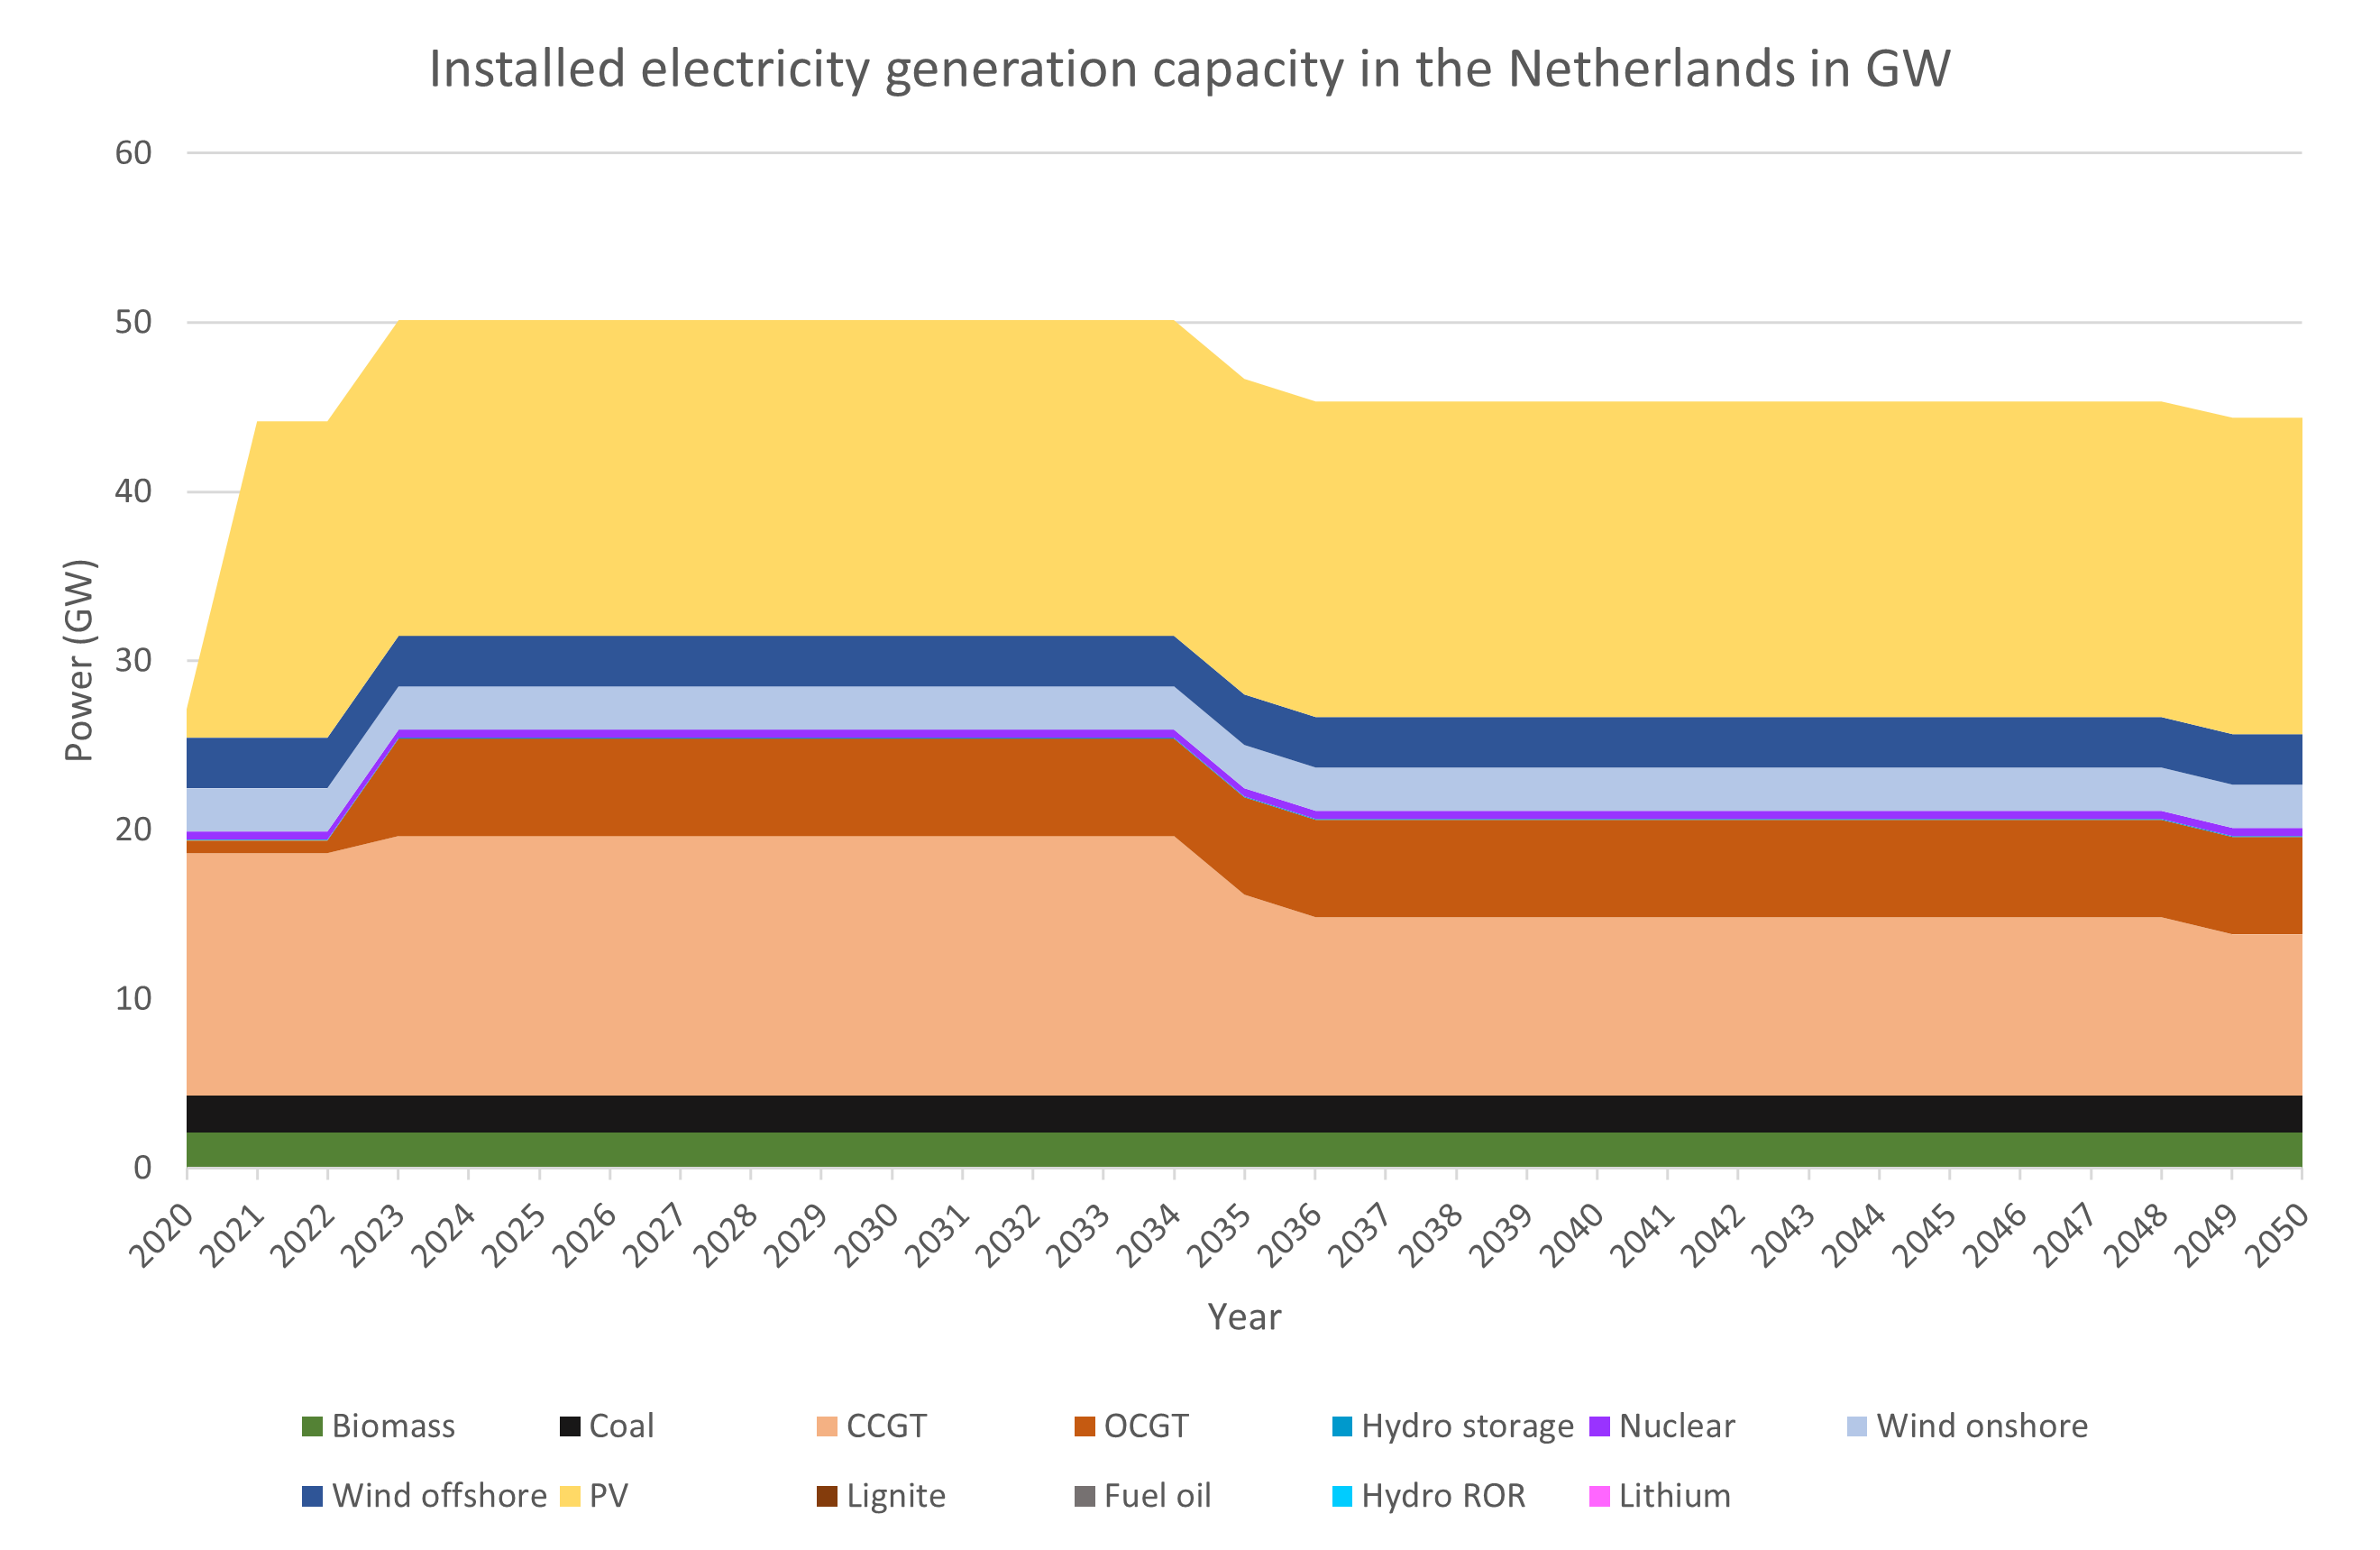 Installed electricity generation capacity in the Netherlands in GW
60
50
40
30
20
10
0
Power (GW)
2020 2021 2022 2023 2024 2025 2026 2027 2028 2029 2030 2031 2032 2033 2034 2035 2036 2037 2038 2039 2040 2041 2042 2043 2044 2045 2046 2047 2048 2049 2050
Year
Biomass Coal CCGT OCGT Hydro storage Nuclear Wind onshore
Wind offshore PV Lignite Fuel oil Hydro ROR Lithium